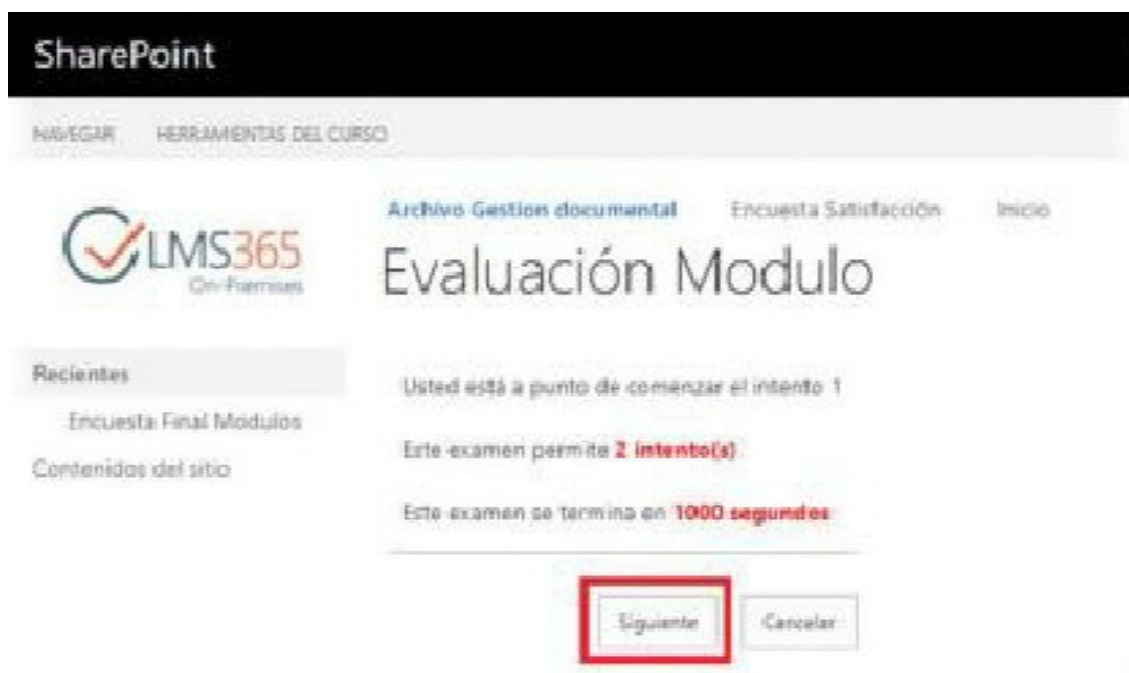 SharePoint
NAVEGAR HERRAMIENTAS DEL CURSO
LMS365
On-Premises
Archivo Gestion documental Encuesta Satisfacción Inicio
Evaluación Modulo
Recientes
Encuesta Final Modulos
Contenidos del sitio
Usted está a punto de comenzar el intento 1
Este examen permite 2 intento(s)
Este examen se termina en 1000 segundos
Siguiente Cancelar